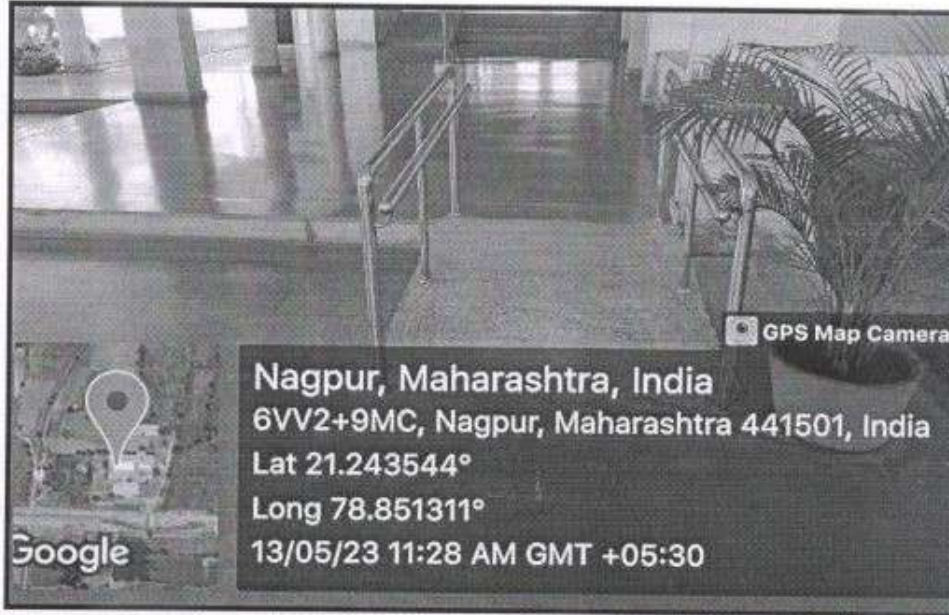 GPS Map Camera
Nagpur, Maharashtra, India
6VV2+9MC, Nagpur, Maharashtra 441501, India
Lat 21.243544°
Long 78.851311°
13/05/23 11:28 AM GMT +05:30
Google